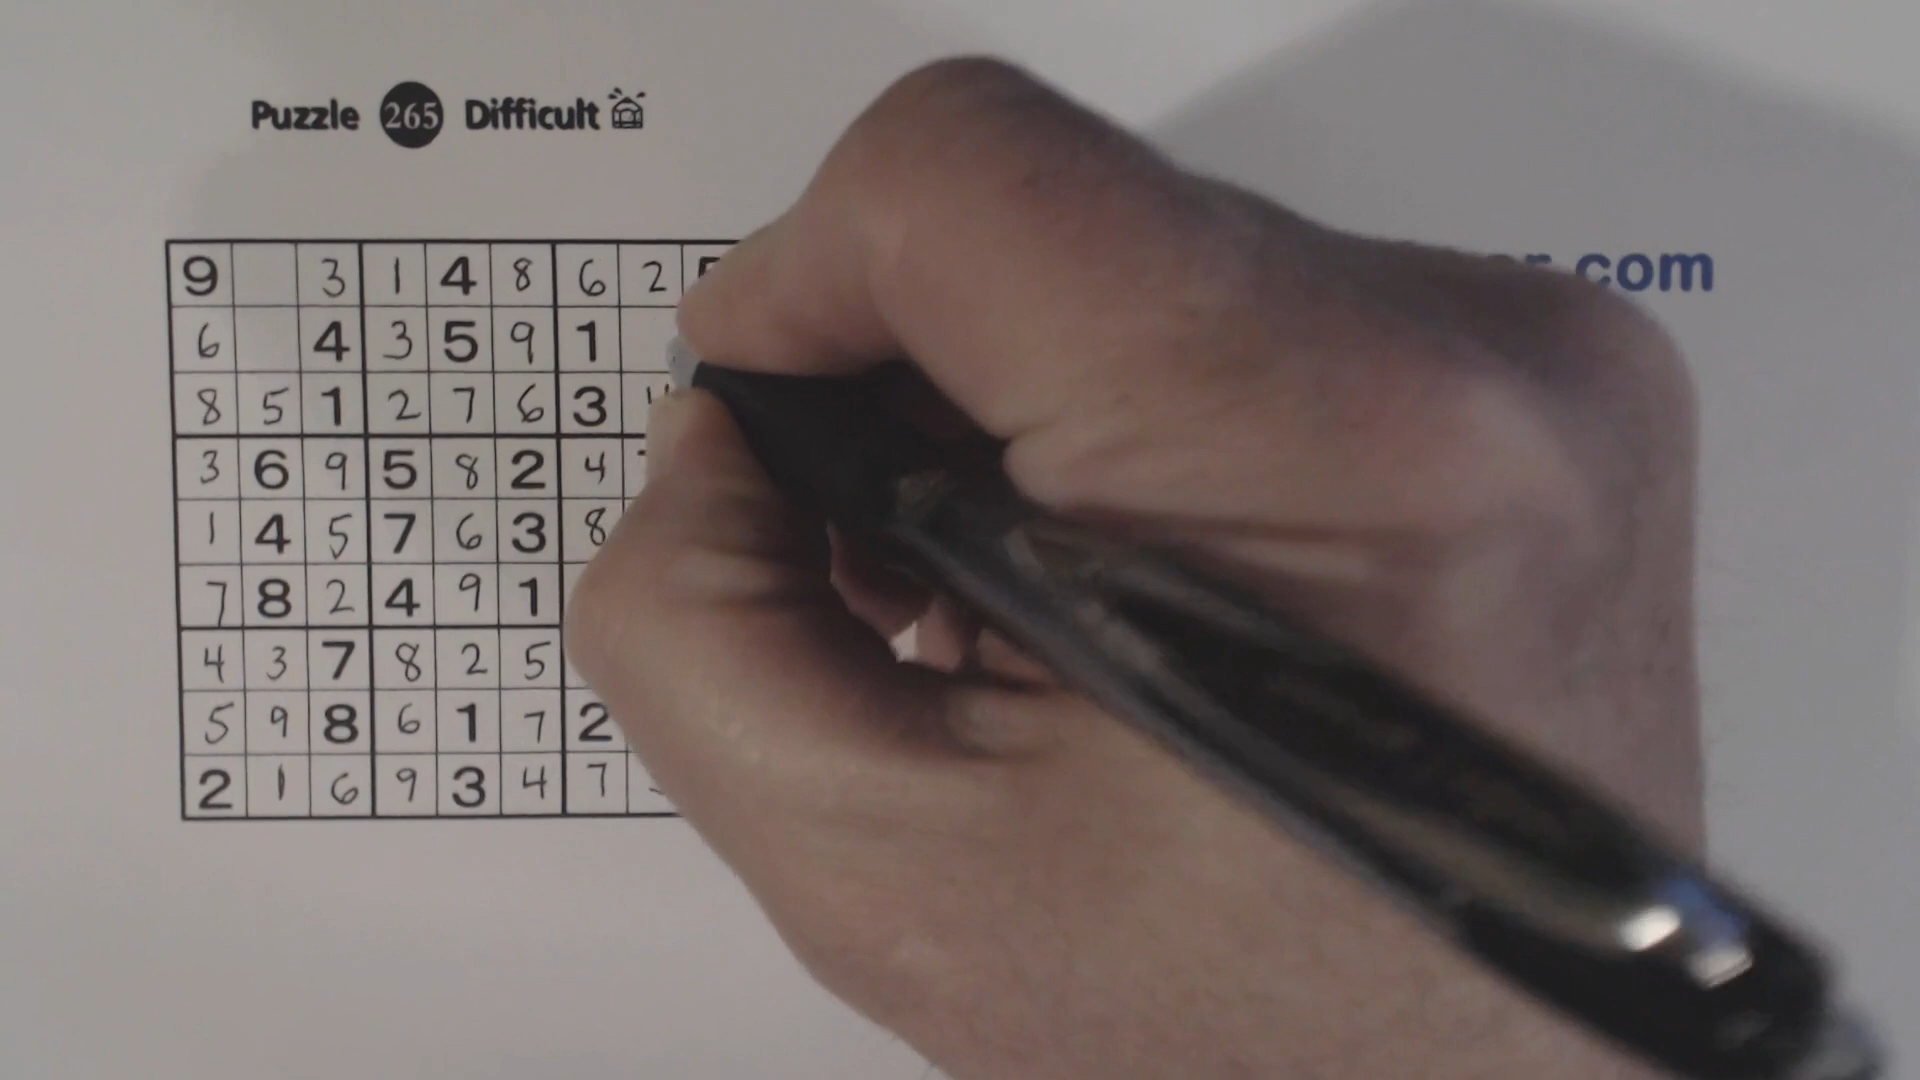 Puzzle 265 Difficult
.com
9 3 1 4 8 6 2
6 4 3 5 9 1
8 5 1 2 7 6 3 4
3 6 9 5 8 2 4
1 4 5 7 6 3 8
7 8 2 4 9 1
4 3 7 8 2 5
5 9 8 6 1 7 2
2 1 6 9 3 4 7